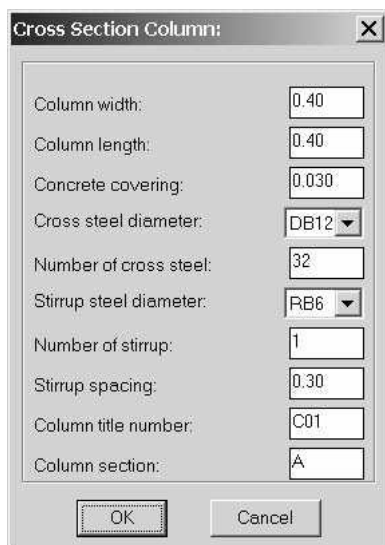 Cross Section Column:
Column width: 0.40
Column length: 0.40
Concrete covering: 0.030
Cross steel diameter: DB12
Number of cross steel: 32
Stirrup steel diameter: RB6
Number of stirrup: 1
Stirrup spacing: 0.30
Column title number: C01
Column section: A
OK Cancel